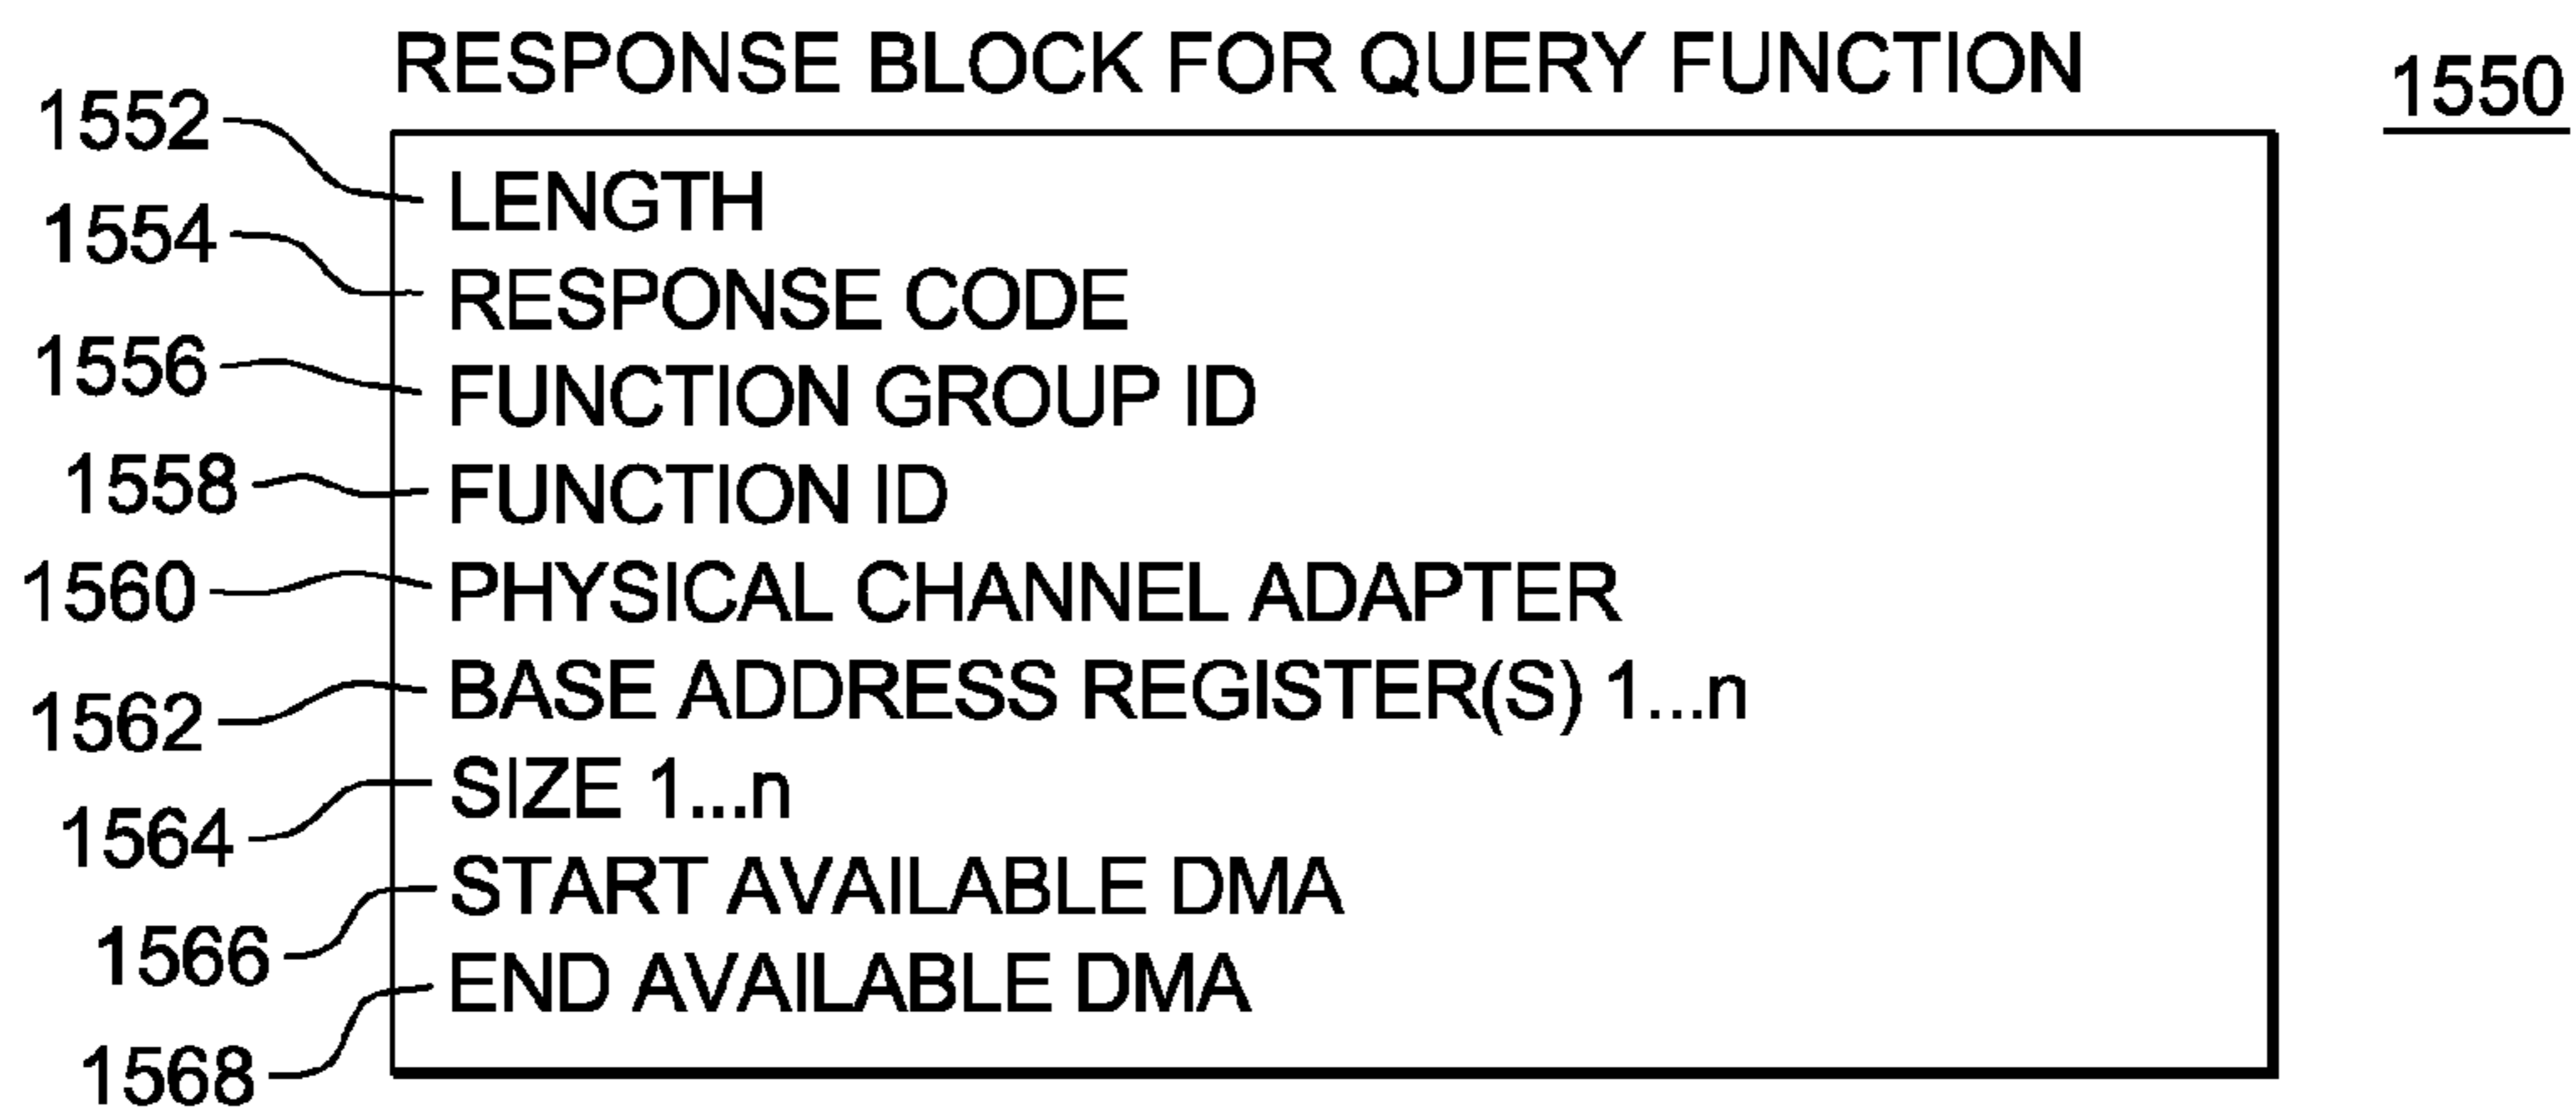 RESPONSE BLOCK FOR QUERY FUNCTION 1550
1552 LENGTH
1554 RESPONSE CODE
1556 FUNCTION GROUP ID
1558 FUNCTION ID
1560 PHYSICAL CHANNEL ADAPTER
1562 BASE ADDRESS REGISTER(S) 1...n
1564 SIZE 1...n
1566 START AVAILABLE DMA
1568 END AVAILABLE DMA